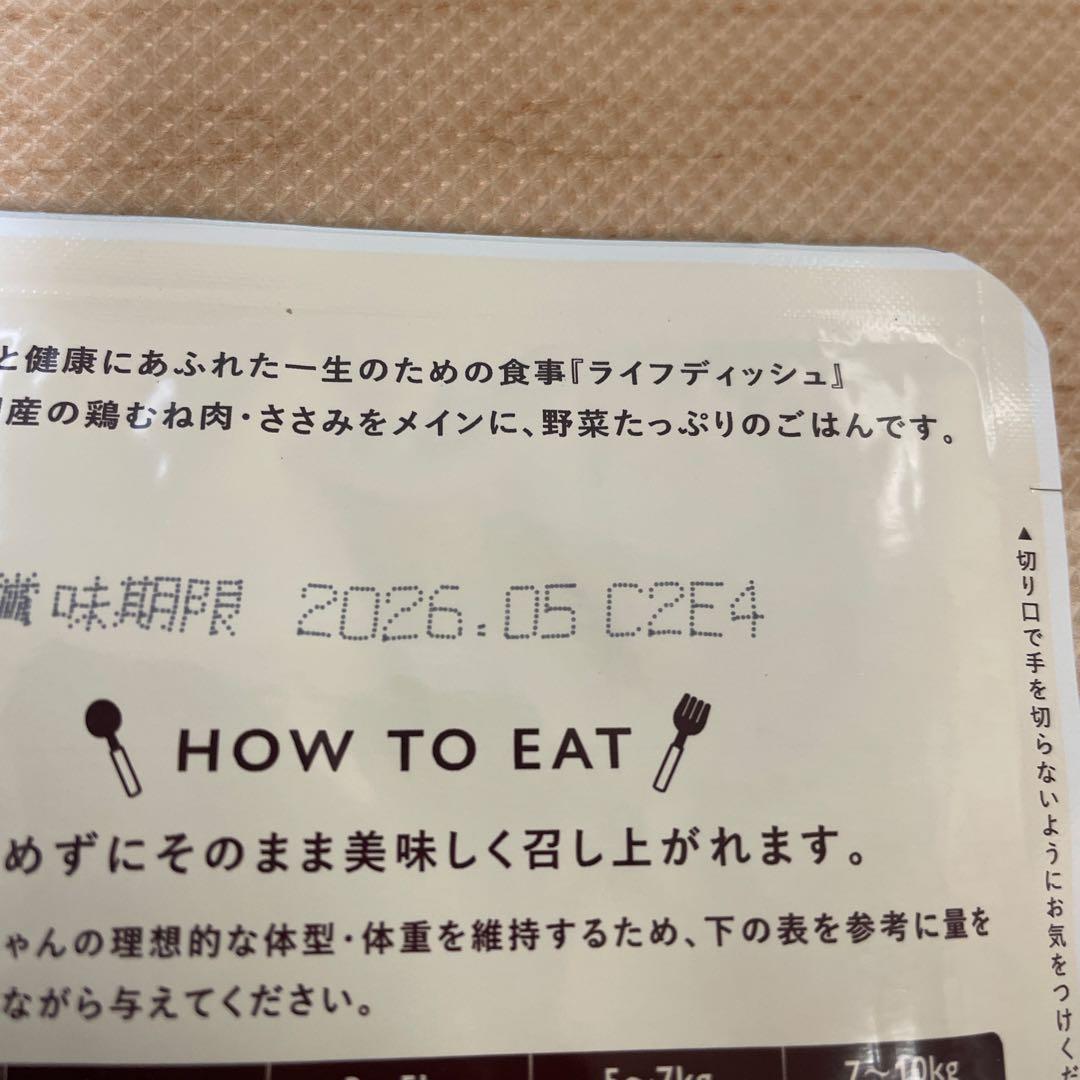 と健康にあふれた一生のための食事『ライフディッシュ』
産の鶏むね肉・ささみをメインに、野菜たっぷりのごはんです。
賞味期限 2026.05 C2E4
HOW TO EAT
めずにそのまま美味しく召し上がれます。
ゃんの理想的な体型・体重を維持するため、下の表を参考に量を
ながら与えてください。
5〜7kg 7〜10kg
▲切り口で手を切らないようにお気をつけくだ